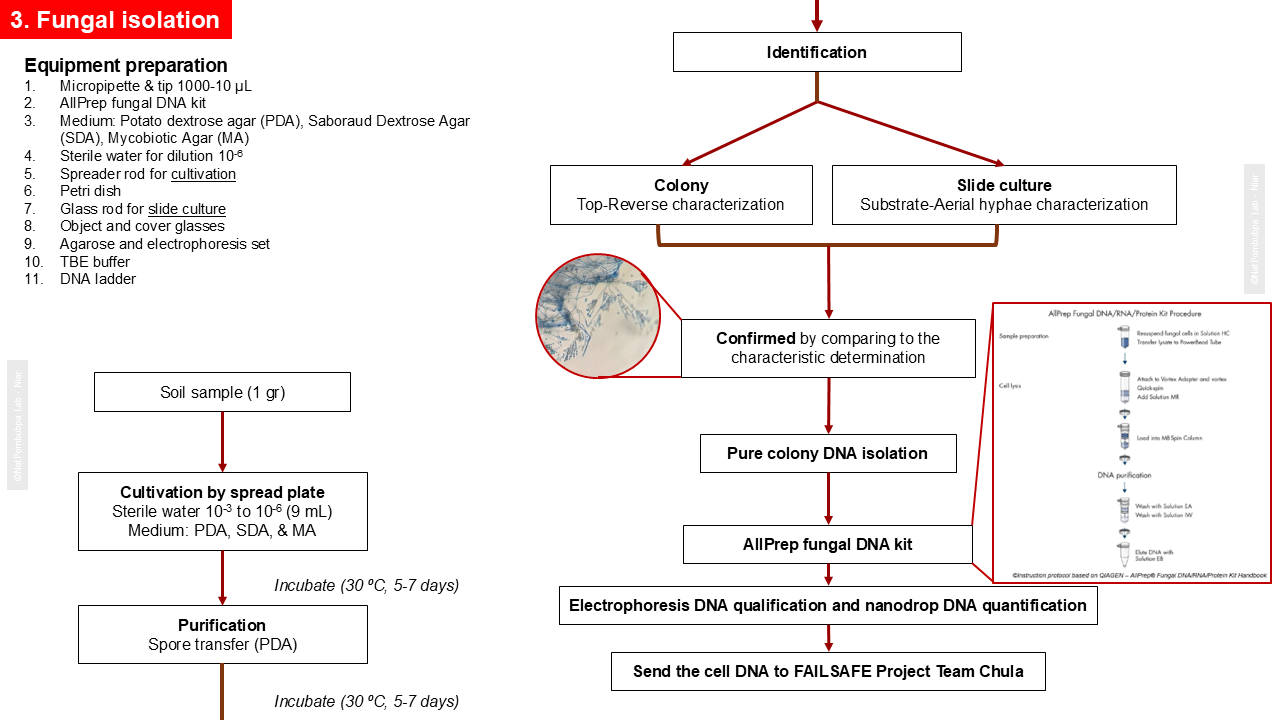 3. Fungal isolation
Equipment preparation
1. Micropipette & tip 1000-10 µL
2. AllPrep fungal DNA kit
3. Medium: Potato dextrose agar (PDA), Saboraud Dextrose Agar
(SDA), Mycobiotic Agar (MA)
4. Sterile water for dilution 10⁻⁶
5. Spreader rod for cultivation
6. Petri dish
7. Glass rod for slide culture
8. Object and cover glasses
9. Agarose and electrophoresis set
10. TBE buffer
11. DNA ladder
Soil sample (1 gr)
Cultivation by spread plate
Sterile water 10⁻³ to 10⁻⁶ (9 mL)
Medium: PDA, SDA, & MA
Incubate (30 ºC, 5-7 days)
Purification
Spore transfer (PDA)
Incubate (30 ºC, 5-7 days)
Identification
Colony
Top-Reverse characterization
Slide culture
Substrate-Aerial hyphae characterization
Confirmed by comparing to the
characteristic determination
Pure colony DNA isolation
AllPrep fungal DNA kit
Electrophoresis DNA qualification and nanodrop DNA quantification
Send the cell DNA to FAILSAFE Project Team Chula
AllPrep Fungal DNA/RNA/Protein Kit Procedure
Sample preparation
Resuspend fungal cells in Solution HC
Transfer lysate to PowerBead Tube
Cell lysis
Attach to Vortex Adapter and vortex
Quick-spin
Add Solution MR
Load into MB Spin Column
DNA purification
Wash with Solution EA
Wash with Solution IW
Elute DNA with
Solution EB
©Instruction protocol based on QIAGEN – AllPrep® Fungal DNA/RNA/Protein Kit Handbook
©Nat Pombubpa Lab - Niar
©Nat Pombubpa Lab - Niar